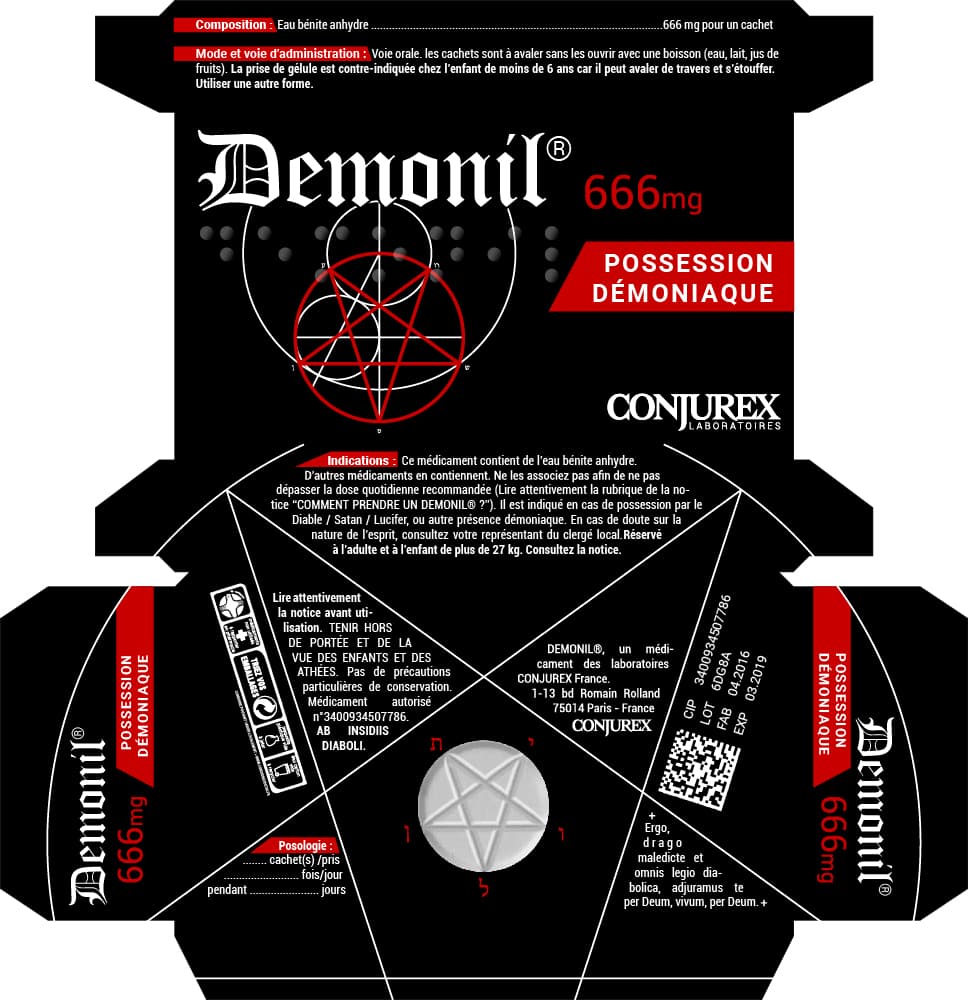 Composition : Eau bénite anhydre ........................................................................................................666 mg pour un cachet
Mode et voie d'administration : Voie orale. les cachets sont à avaler sans les ouvrir avec une boisson (eau, lait, jus de
fruits). La prise de gélule est contre-indiquée chez l'enfant de moins de 6 ans car il peut avaler de travers et s'étouffer.
Utiliser une autre forme.
Demonil®
666mg
POSSESSION
DÉMONIAQUE
CONJUREX
LABORATOIRES
Indications : Ce médicament contient de l'eau bénite anhydre.
D'autres médicaments en contiennent. Ne les associez pas afin de ne pas
dépasser la dose quotidienne recommandée (Lire attentivement la rubrique de la no-
tice "COMMENT PRENDRE UN DEMONIL® ?"). Il est indiqué en cas de possession par le
Diable / Satan / Lucifer, ou autre présence démoniaque. En cas de doute sur la
nature de l'esprit, consultez votre représentant du clergé local.Réservé
à l'adulte et à l'enfant de plus de 27 kg. Consultez la notice.
POSSESSION
DÉMONIAQUE
Demonil®
666mg
TRIEZ VOS
EMBALLAGES
Lire attentivement
la notice avant uti-
lisation. TENIR HORS
DE PORTÉE ET DE LA
VUE DES ENFANTS ET DES
ATHÉES. Pas de précautions
particulières de conservation.
Médicament autorisé
n°3400934507786.
AB INSIDIIS
DIABOLI.
DEMONIL®, un médi-
cament des laboratoires
CONJUREX France.
1-13 bd Romain Rolland
75014 Paris - France
CONJUREX
CIP 3400934507786
LOT 6DG8A
FAB 04.2016
EXP 03.2019
POSSESSION
DÉMONIAQUE
Demonil®
666mg
ת
י
ן
ו
ל
Posologie :
........ cachet(s) /pris
......................... fois/jour
pendant ....................... jours
+
Ergo,
drago
maledicte et
omnis legio dia-
bolica, adjuramus te
per Deum, vivum, per Deum. +